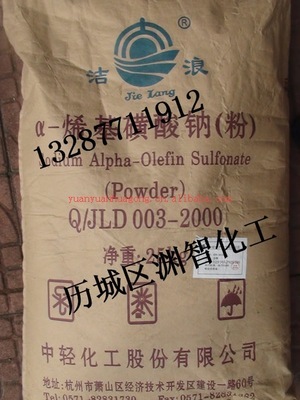 ®
洁 浪
Jie Lang
α-烯基磺酸钠(粉)
13287711912
Sodium Alpha-Olefin Sulfonate
(Powder)
Q/JLD 003-2000
净重:25
历城区渊智化工
中轻化工股份有限公司
地址:杭州市萧山区经济技术开发区建设一路60号